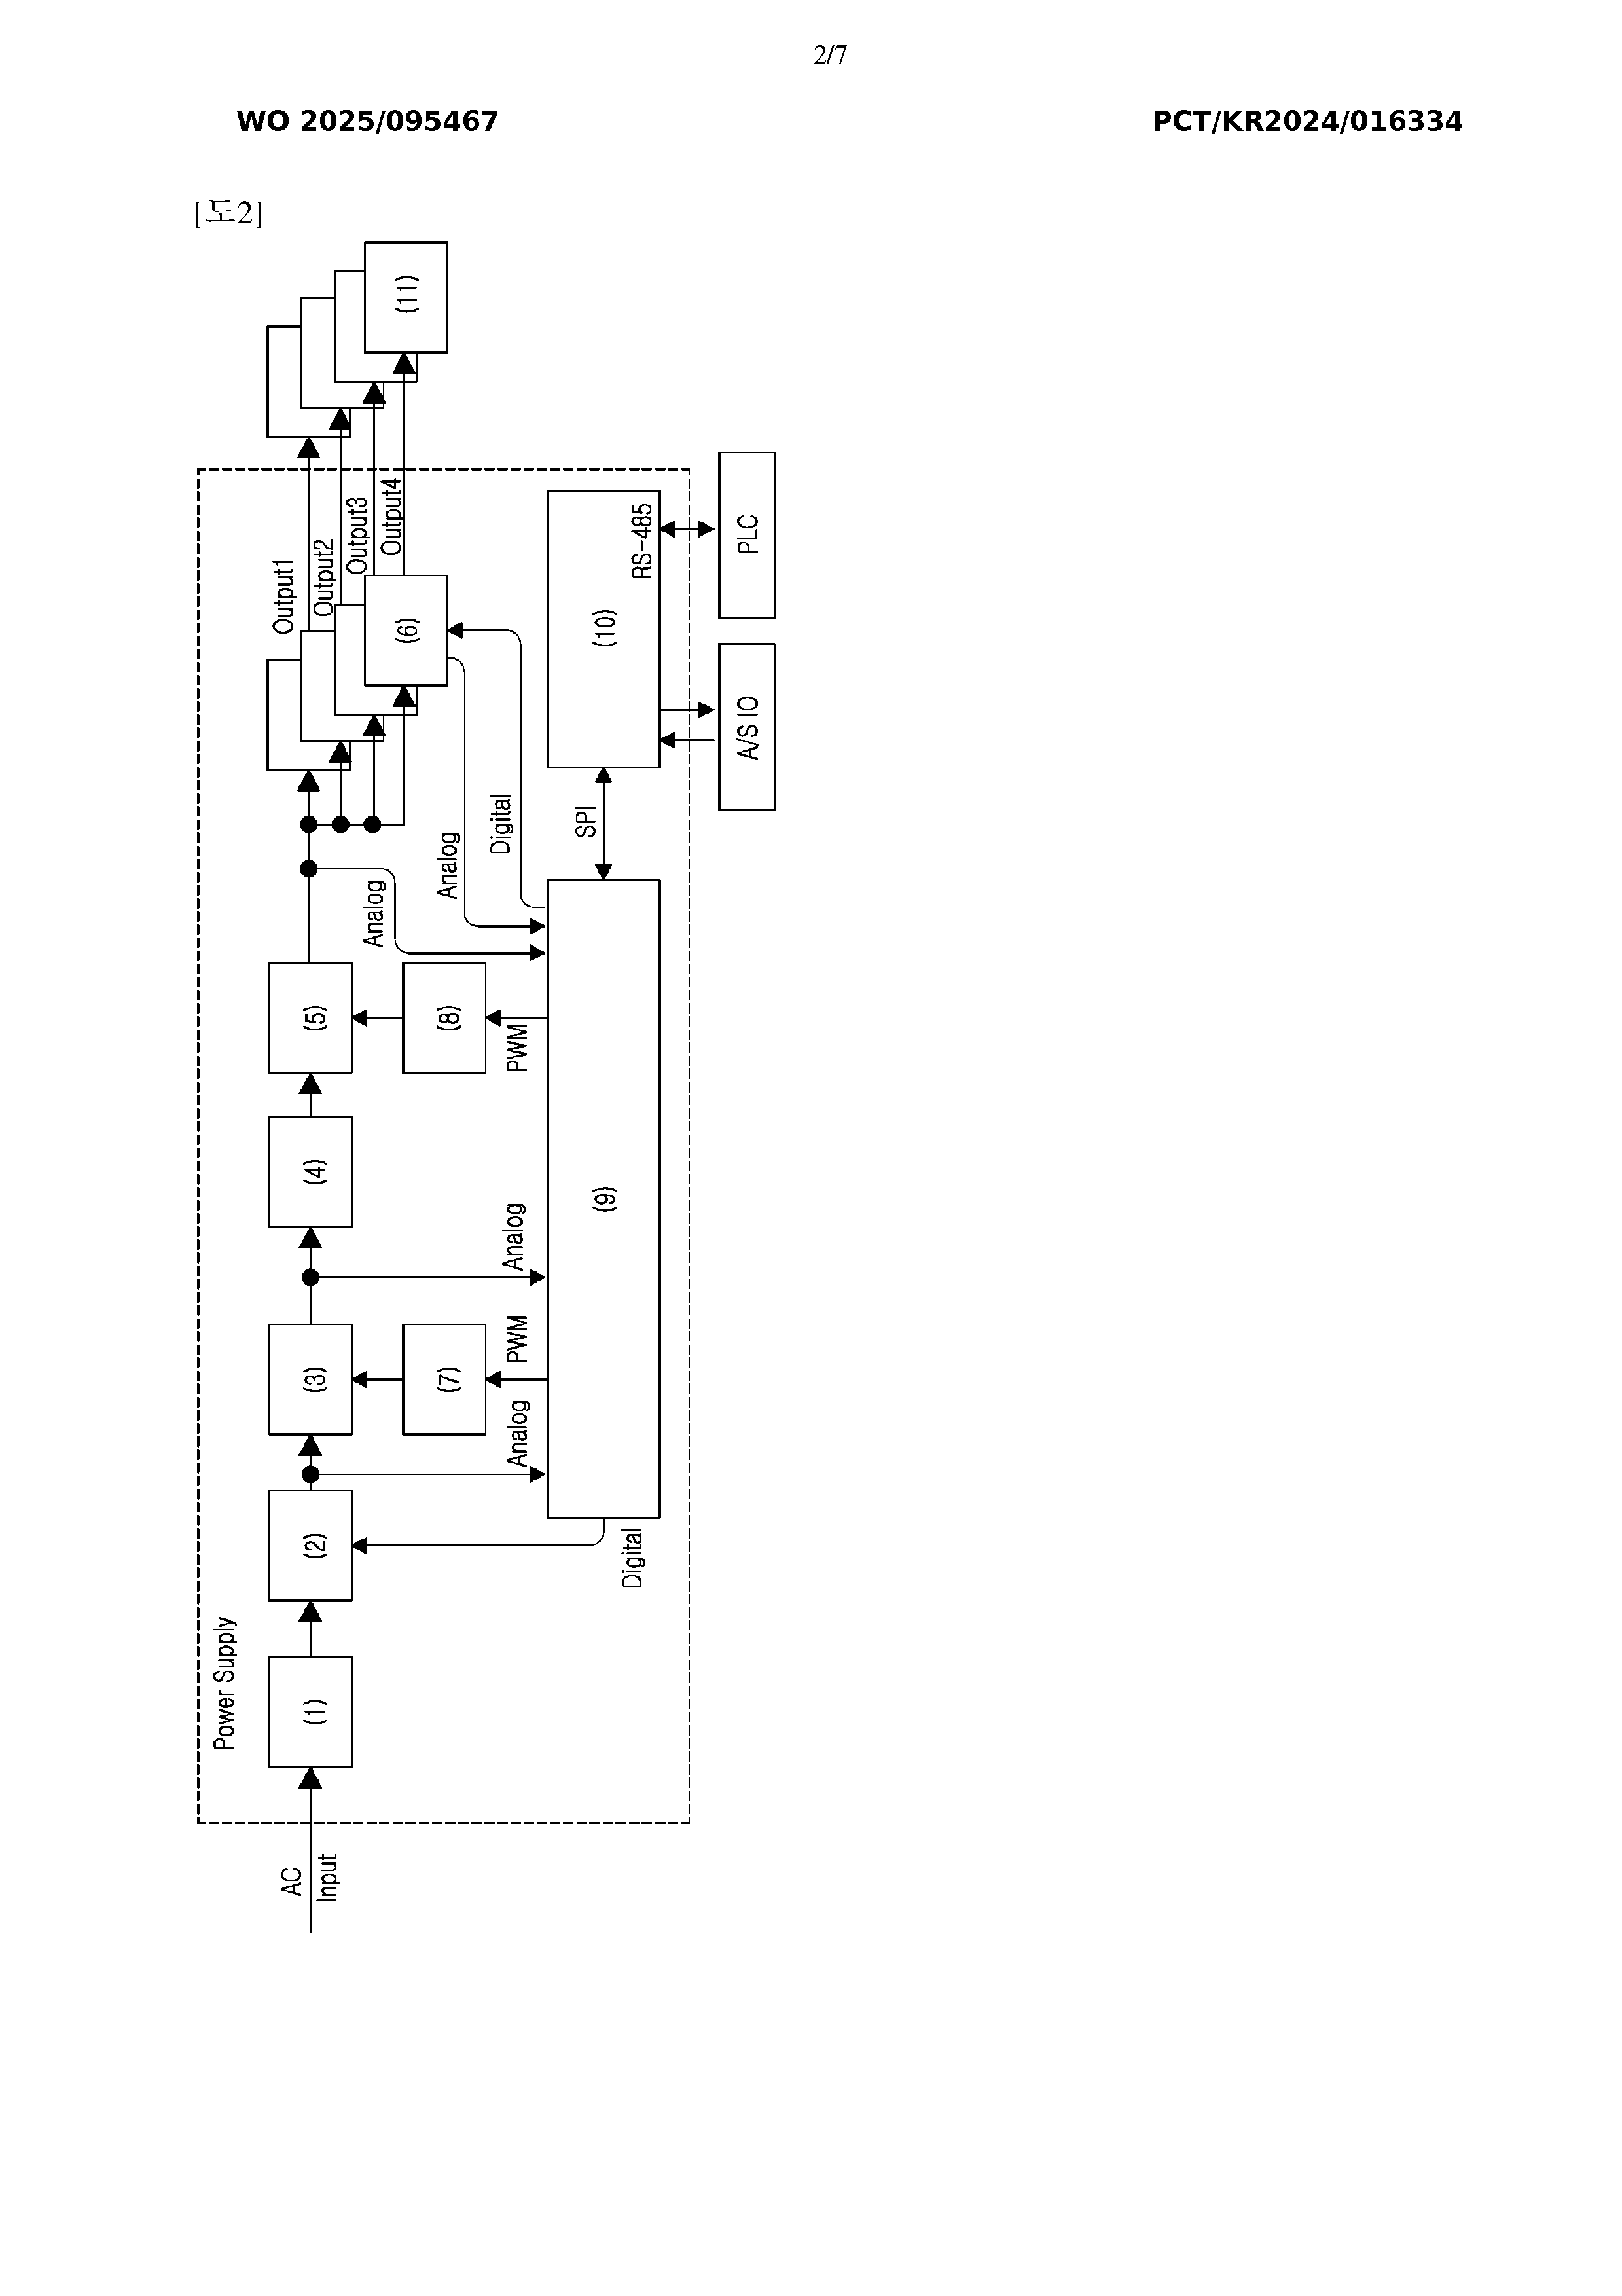 2/7
WO 2025/095467
PCT/KR2024/016334
[도2]
AC
Input
Power Supply
(1)
(2)
(3)
(4)
(5)
(6)
(11)
Output1
Output2
Output3
Output4
(7)
(8)
Analog
PWM
Analog
PWM
Analog
Analog
Digital
Digital
(9)
SPI
(10)
RS-485
A/S IO
PLC